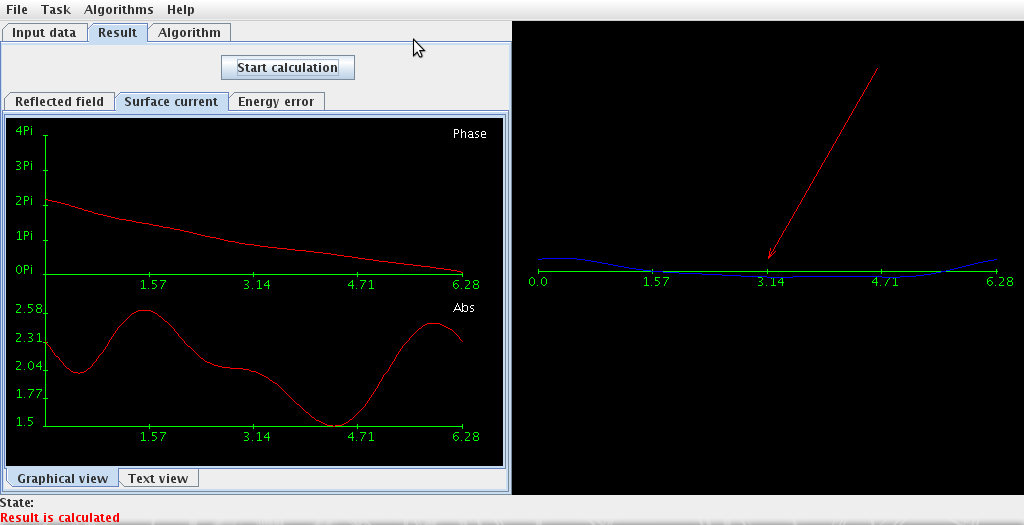 File Task Algorithms Help
Input data Result Algorithm
Start calculation
Reflected field Surface current Energy error
Phase
4Pi
3Pi
2Pi
1Pi
0Pi
1.57 3.14 4.71 6.28
Abs
2.58
2.31
2.04
1.77
1.5
1.57 3.14 4.71 6.28
Graphical view Text view
0.0 1.57 3.14 4.71 6.28
State:
Result is calculated